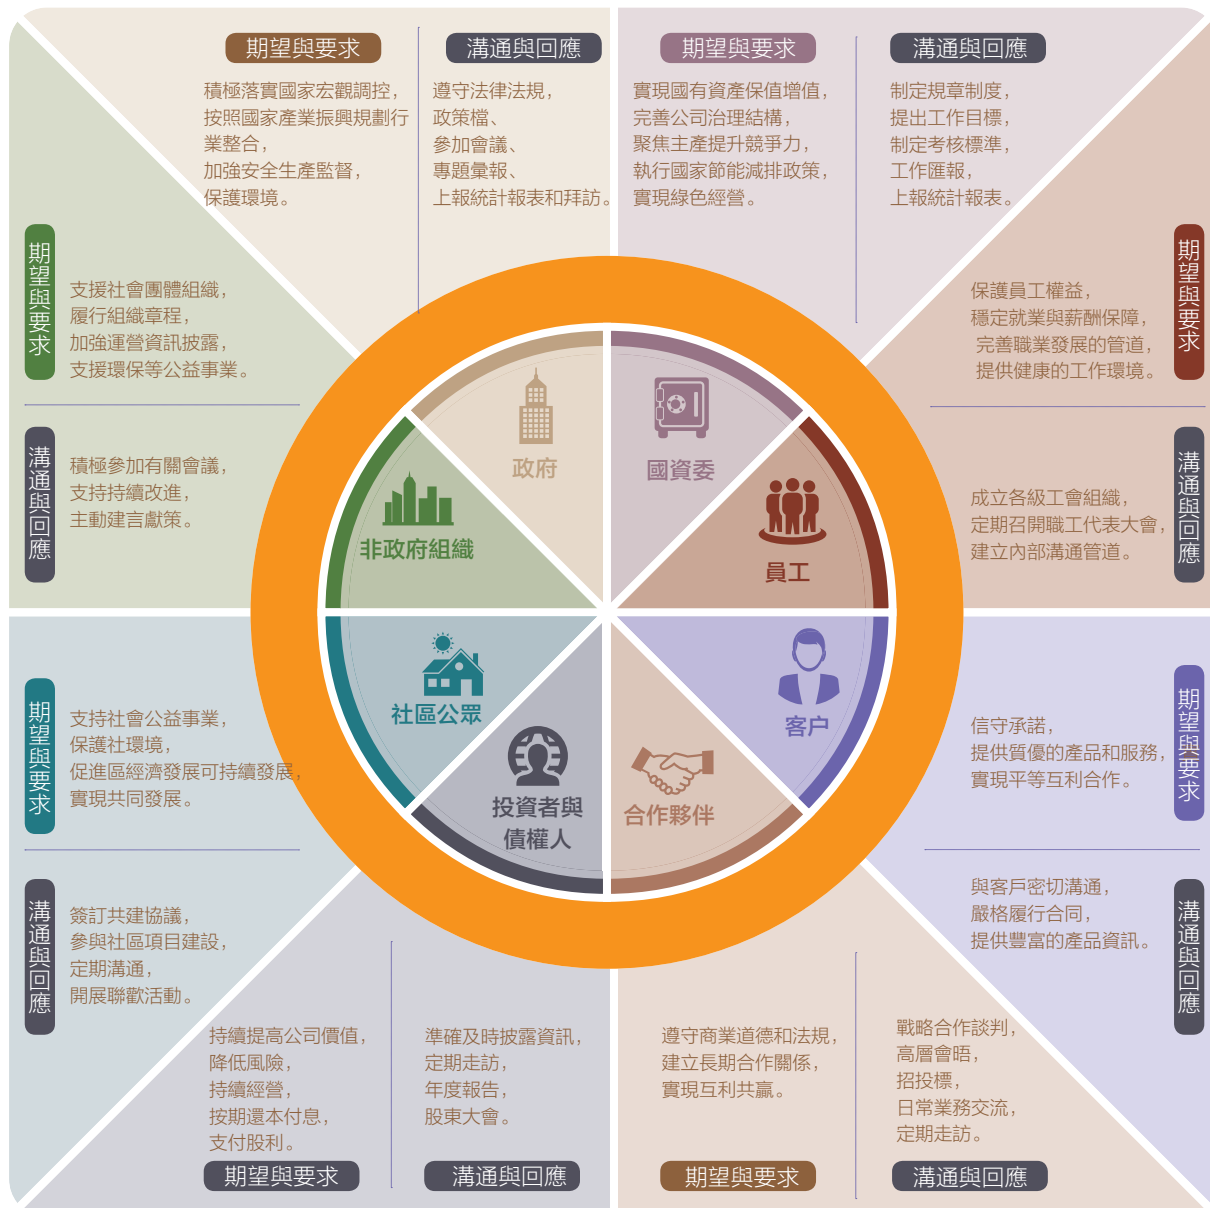 期望與要求
積極落實國家宏觀調控，
按照國家產業振興規劃行
業整合，
加強安全生產監督，
保護環境。
溝通與回應
遵守法律法規，
政策檔、
參加會議、
專題彙報、
上報統計報表和拜訪。
期望與要求
實現國有資產保值增值，
完善公司治理結構，
聚焦主產提升競爭力，
執行國家節能減排政策，
實現綠色經營。
溝通與回應
制定規章制度，
提出工作目標，
制定考核標準，
工作匯報，
上報統計報表。
期望與要求
支援社會團體組織，
履行組織章程，
加強運營資訊披露，
支援環保等公益事業。
溝通與回應
積極參加有關會議，
支持持續改進，
主動建言獻策。
期望與要求
保護員工權益，
穩定就業與薪酬保障，
完善職業發展的管道，
提供健康的工作環境。
溝通與回應
成立各級工會組織，
定期召開職工代表大會，
建立內部溝通管道。
政府
國資委
非政府組織
員工
社區公眾
客户
投資者與
債權人
合作夥伴
期望與要求
支持社會公益事業，
保護社環境，
促進區經濟發展可持續發展，
實現共同發展。
溝通與回應
簽訂共建協議，
參與社區項目建設，
定期溝通，
開展聯歡活動。
期望與要求
信守承諾，
提供質優的產品和服務，
實現平等互利合作。
溝通與回應
與客戶密切溝通，
嚴格履行合同，
提供豐富的產品資訊。
持續提高公司價值，
降低風險，
持續經營，
按期還本付息，
支付股利。
期望與要求
準確及時披露資訊，
定期走訪，
年度報告，
股東大會。
溝通與回應
遵守商業道德和法規，
建立長期合作關係，
實現互利共贏。
期望與要求
戰略合作談判，
高層會晤，
招投標，
日常業務交流，
定期走訪。
溝通與回應